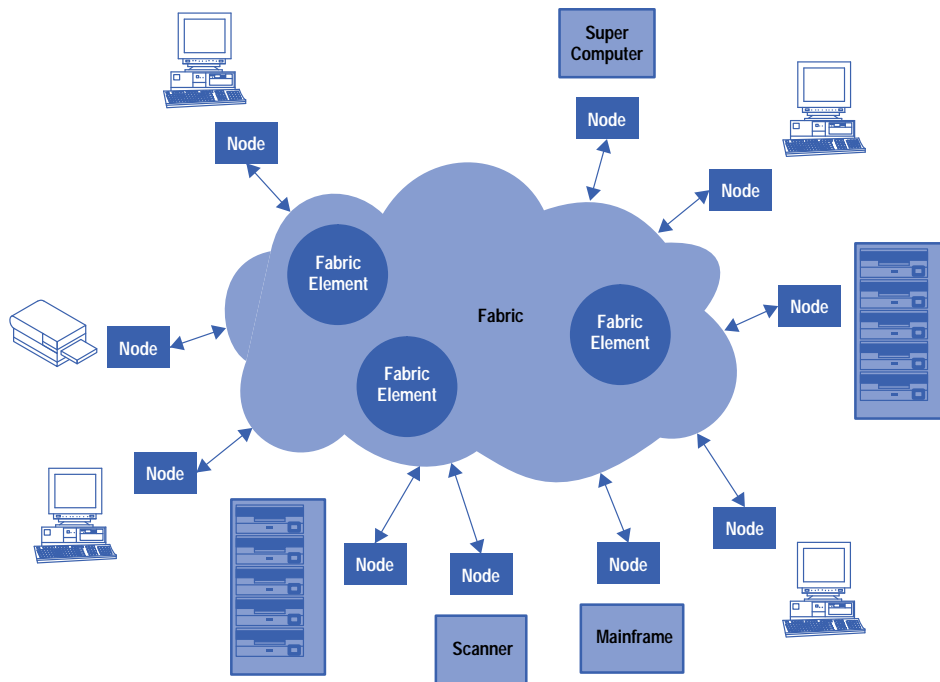 Super
Computer
Node
Node
Node
Fabric
Element
Node
Fabric
Fabric
Element
Node
Fabric
Element
Node
Node
Node
Node
Node
Scanner
Mainframe